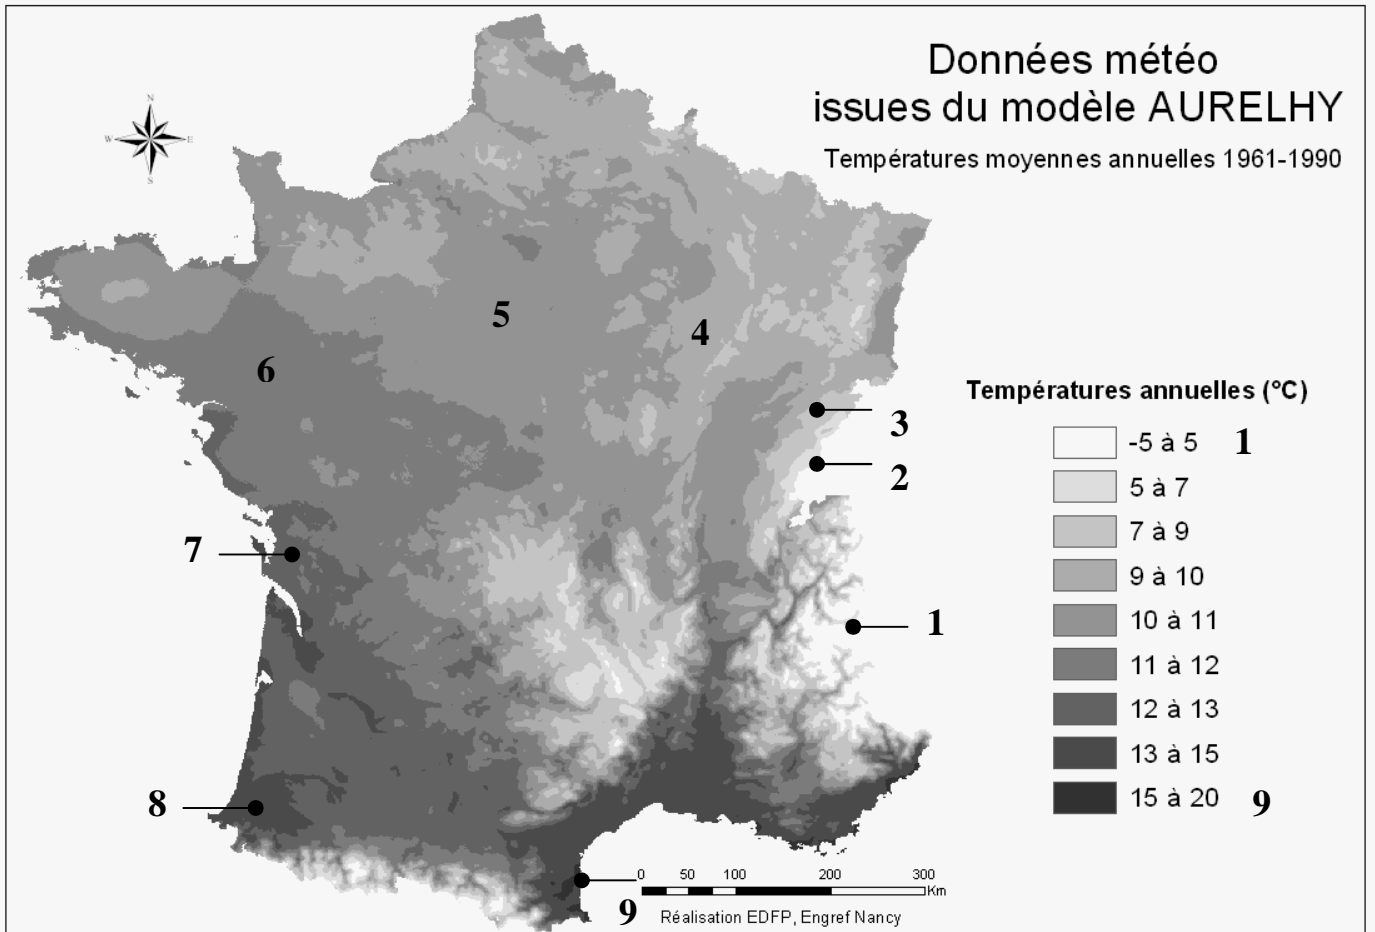 Données météo
issues du modèle AURELHY
Températures moyennes annuelles 1961-1990
N
W E
S
5
4
6
3
2
7
1
8
9
Températures annuelles (°C)
-5 à 5 1
5 à 7
7 à 9
9 à 10
10 à 11
11 à 12
12 à 13
13 à 15
15 à 20 9
0 50 100 200 300
Km
Réalisation EDFP, Engref Nancy